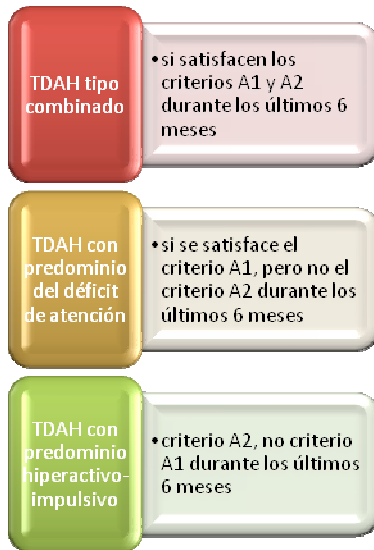 TDAH tipo
combinado
•si satisfacen los
criterios A1 y A2
durante los últimos 6
meses
TDAH con
predominio
del déficit
de atención
•si se satisface el
criterio A1, pero no el
criterio A2 durante los
últimos 6 meses
TDAH con
predominio
hiperactivo-
impulsivo
•criterio A2, no criterio
A1 durante los últimos
6 meses